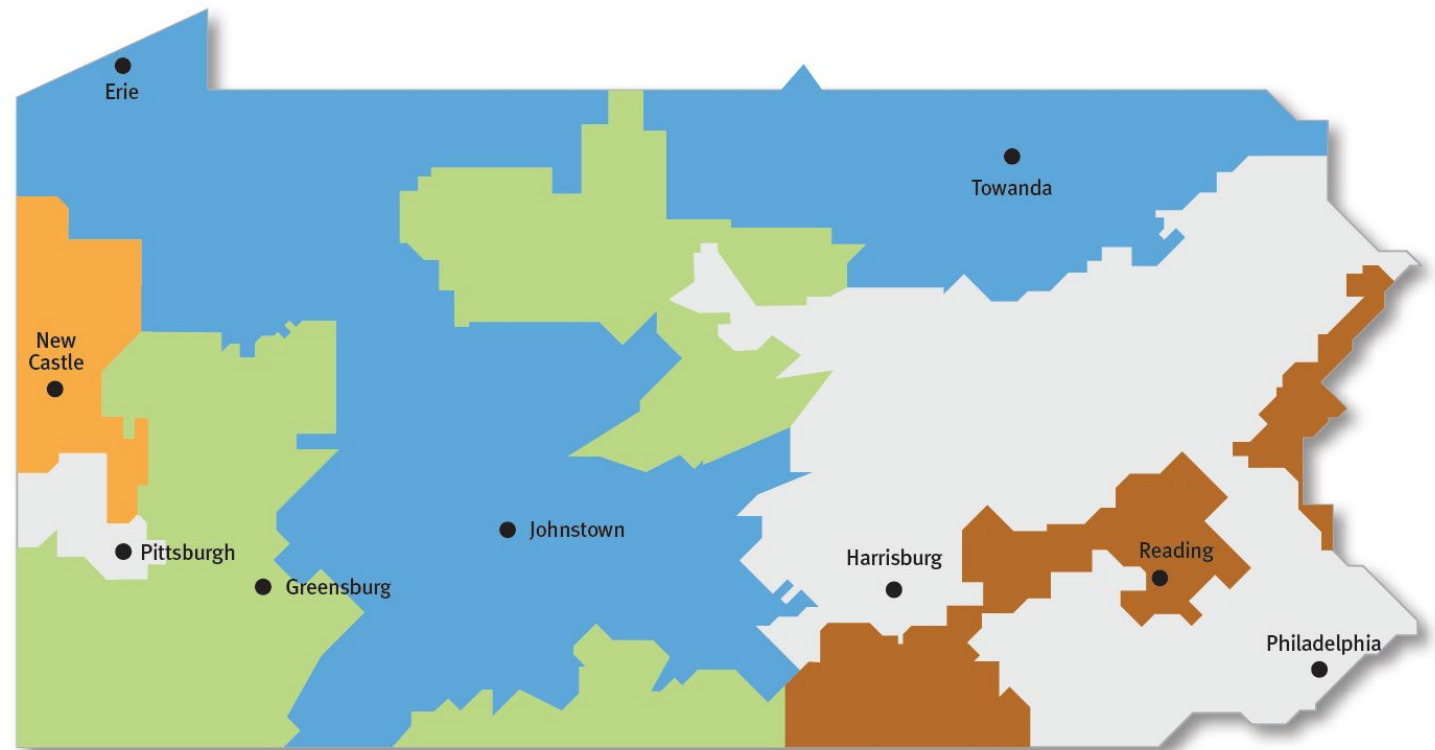 Erie
Towanda
New
Castle
Johnstown
Pittsburgh
Harrisburg
Reading
Greensburg
Philadelphia